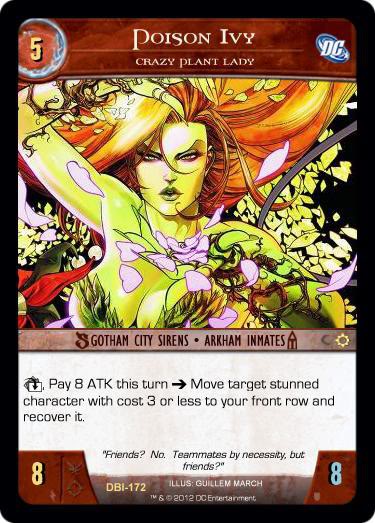 5
Poison Ivy
CRAZY PLANT LADY
DC
GOTHAM CITY SIRENS • ARKHAM INMATES
, Pay 8 ATK this turn ➔ Move target stunned
character with cost 3 or less to your front row and
recover it.
"Friends? No. Teammates by necessity, but
friends?"
8
DBI-172
ILLUS: GUILLEM MARCH
8
™ & © 2012 DC Entertainment